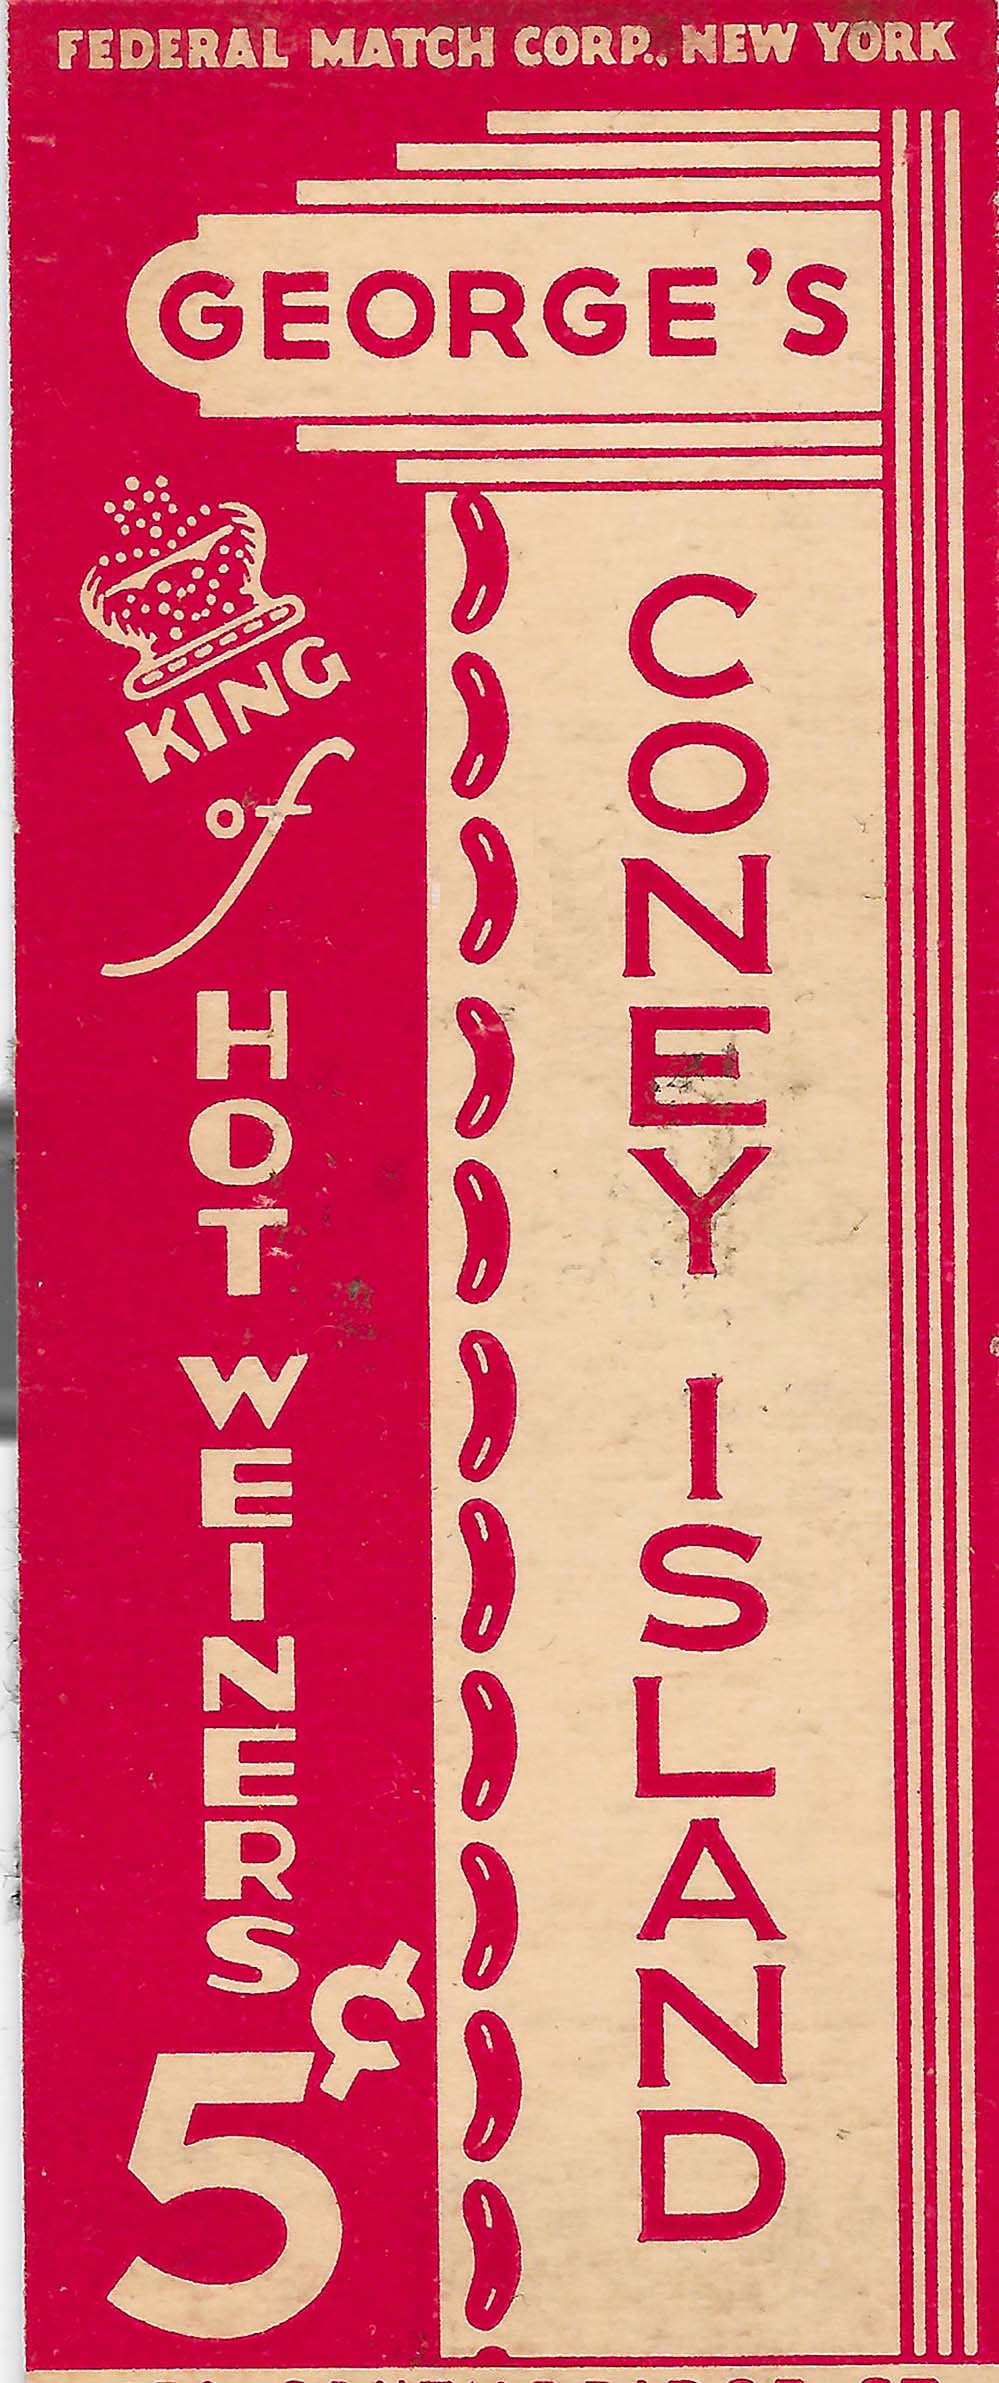 FEDERAL MATCH CORP., NEW YORK
GEORGE'S
KING
of
HOT
WEINERS
5¢
CONEY ISLAND